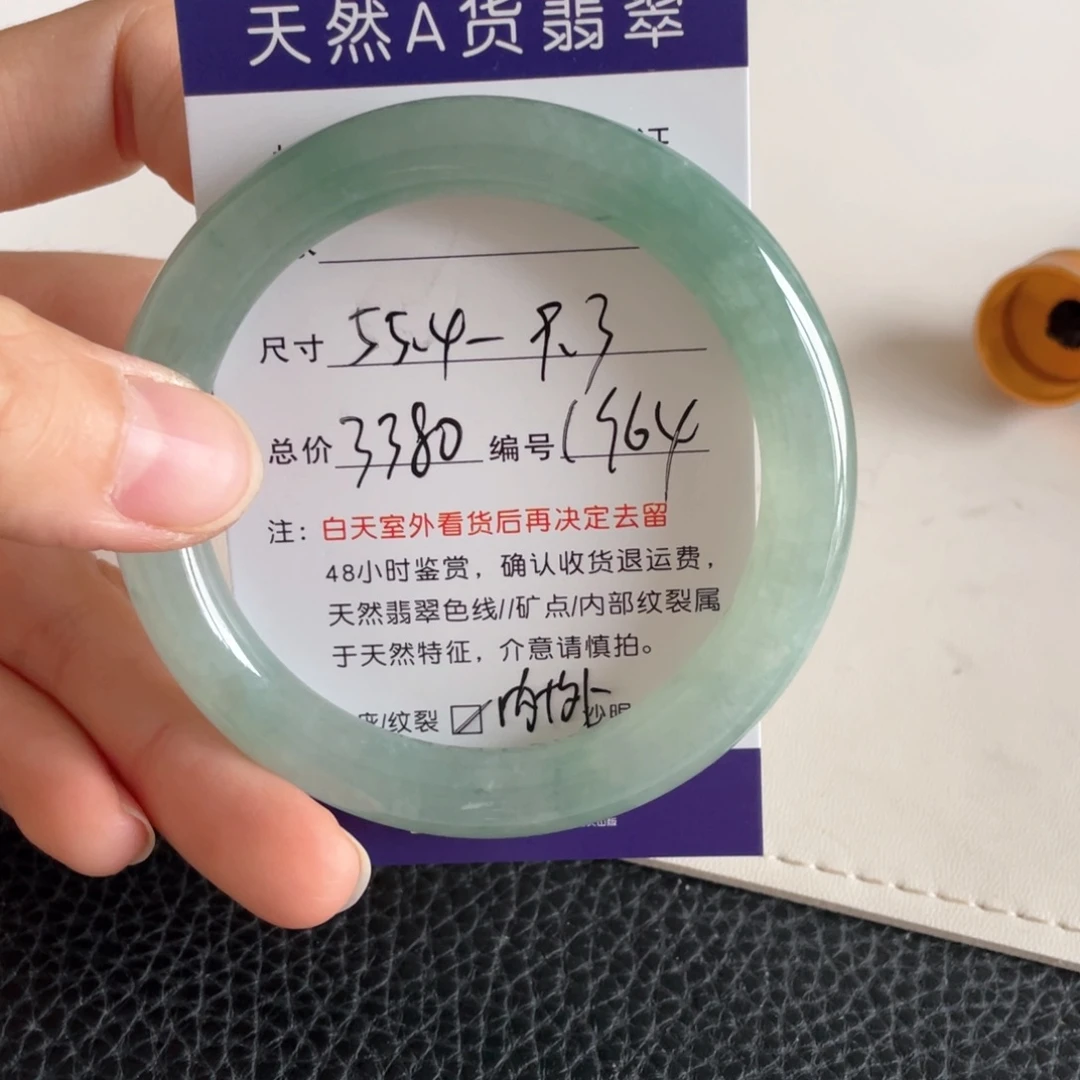 天然A货翡翠
证
尺寸 55.4-8.3
总价 3380 编号 1964
注：白天室外看货后再决定去留
48小时鉴赏，确认收货退运费，
天然翡翠色线//矿点/内部纹裂属
于天然特征，介意请慎拍。
/纹裂